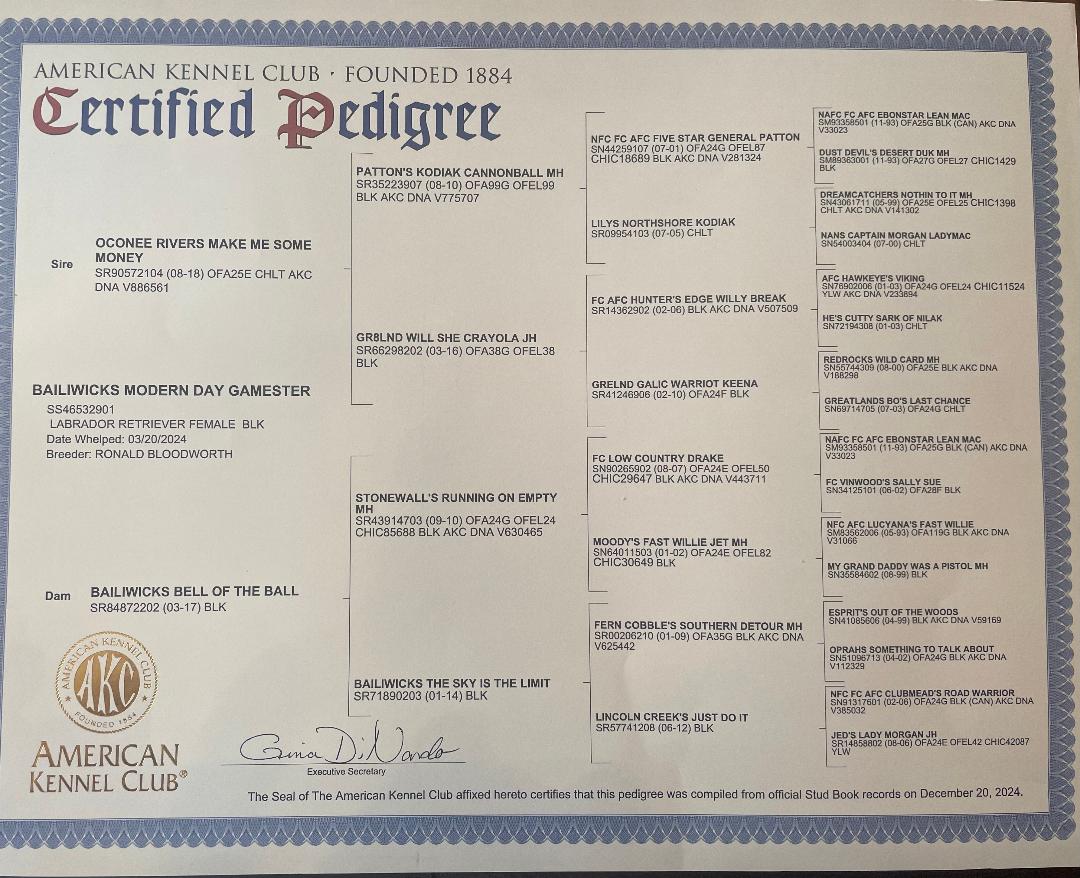 AMERICAN KENNEL CLUB · FOUNDED 1884
Certified Pedigree
Sire
OCONEE RIVERS MAKE ME SOME
MONEY
SR90572104 (08-18) OFA25E CHLT AKC
DNA V886561
BAILIWICKS MODERN DAY GAMESTER
SS46532901
LABRADOR RETRIEVER FEMALE BLK
Date Whelped: 03/20/2024
Breeder: RONALD BLOODWORTH
Dam
BAILIWICKS BELL OF THE BALL
SR84872202 (03-17) BLK
PATTON'S KODIAK CANNONBALL MH
SR35223907 (08-10) OFA99G OFEL99
BLK AKC DNA V775707
GR8LND WILL SHE CRAYOLA JH
SR66298202 (03-16) OFA38G OFEL38
BLK
STONEWALL'S RUNNING ON EMPTY
MH
SR43914703 (09-10) OFA24G OFEL24
CHIC85688 BLK AKC DNA V630465
BAILIWICKS THE SKY IS THE LIMIT
SR71890203 (01-14) BLK
NFC FC AFC FIVE STAR GENERAL PATTON
SN44259107 (07-01) OFA24G OFEL87
CHIC18689 BLK AKC DNA V281324
LILYS NORTHSHORE KODIAK
SR09954103 (07-05) CHLT
FC AFC HUNTER'S EDGE WILLY BREAK
SR14362902 (02-06) BLK AKC DNA V507509
GRELND GALIC WARRIOT KEENA
SR41246906 (02-10) OFA24F BLK
FC LOW COUNTRY DRAKE
SN90265902 (08-07) OFA24E OFEL50
CHIC29647 BLK AKC DNA V443711
MOODY'S FAST WILLIE JET MH
SN64011503 (01-02) OFA24E OFEL82
CHIC30649 BLK
FERN COBBLE'S SOUTHERN DETOUR MH
SR00206210 (01-09) OFA35G BLK AKC DNA
V625442
LINCOLN CREEK'S JUST DO IT
SR57741208 (06-12) BLK
NAFC FC AFC EBONSTAR LEAN MAC
SM93358501 (11-93) OFA25G BLK (CAN) AKC DNA
V33023
DUST DEVIL'S DESERT DUK MH
SM89363001 (11-93) OFA27G OFEL27 CHIC1429
BLK
DREAMCATCHERS NOTHIN TO IT MH
SN43061711 (05-99) OFA25E OFEL25 CHIC1398
CHLT AKC DNA V141302
NANS CAPTAIN MORGAN LADYMAC
SN54003404 (07-00) CHLT
AFC HAWKEYE'S VIKING
SN76902006 (01-03) OFA24G OFEL24 CHIC11524
YLW AKC DNA V233894
HE'S CUTTY SARK OF NILAK
SN72194308 (01-03) CHLT
REDROCKS WILD CARD MH
SN55744309 (08-00) OFA25E BLK AKC DNA
V188298
GREATLANDS BO'S LAST CHANCE
SN69714705 (07-03) OFA24G CHLT
NAFC FC AFC EBONSTAR LEAN MAC
SM93358501 (11-93) OFA25G BLK (CAN) AKC DNA
V33023
FC VINWOOD'S SALLY SUE
SN34125101 (06-02) OFA28F BLK
NFC AFC LUCYANA'S FAST WILLIE
SM83562006 (05-93) OFA119G BLK AKC DNA
V31066
MY GRAND DADDY WAS A PISTOL MH
SN35584602 (08-99) BLK
ESPRIT'S OUT OF THE WOODS
SN41085606 (04-99) BLK AKC DNA V59169
OPRAHS SOMETHING TO TALK ABOUT
SN51096713 (04-02) OFA24G BLK AKC DNA
V112329
NFC FC AFC CLUBMEAD'S ROAD WARRIOR
SN91317601 (02-06) OFA24G BLK (CAN) AKC DNA
V385032
JED'S LADY MORGAN JH
SR14858802 (08-06) OFA24E OFEL42 CHIC42087
YLW
AMERICAN KENNEL CLUB
AKC
FOUNDED 1884
AMERICAN
KENNEL CLUB®
Gina DiNardo
Executive Secretary
The Seal of The American Kennel Club affixed hereto certifies that this pedigree was compiled from official Stud Book records on December 20, 2024.